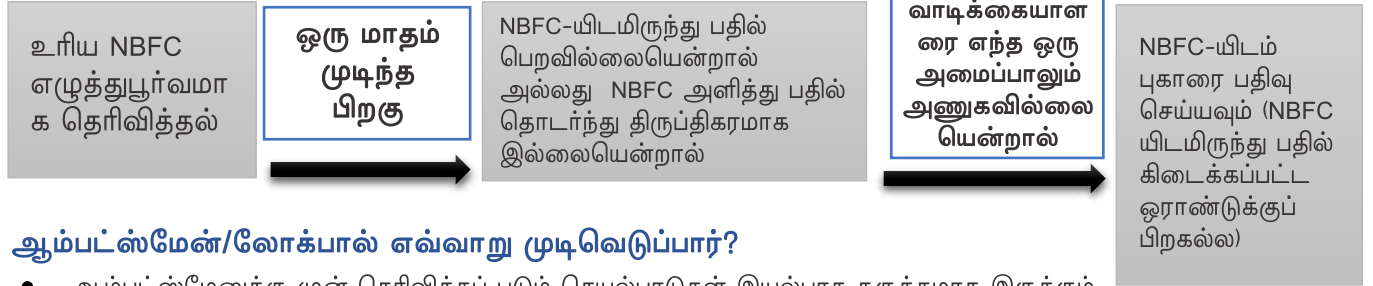 உரிய NBFC
எழுத்துபூர்வமா
க தெரிவித்தல்
ஒரு மாதம்
முடிந்த
பிறகு
NBFC-யிடமிருந்து பதில்
பெறவில்லையென்றால்
அல்லது NBFC அளித்து பதில்
தொடர்ந்து திருப்திகரமாக
இல்லையென்றால்
வாடிக்கையாள
ரை எந்த ஒரு
அமைப்பாலும்
அணுகவில்லை
யென்றால்
NBFC-யிடம்
புகாரை பதிவு
செய்யவும் (NBFC
யிடமிருந்து பதில்
கிடைக்கப்பட்ட
ஓராண்டுக்குப்
பிறகல்ல)
ஆம்பட்ஸ்மேன்/லோக்பால் எவ்வாறு முடிவெடுப்பார்?